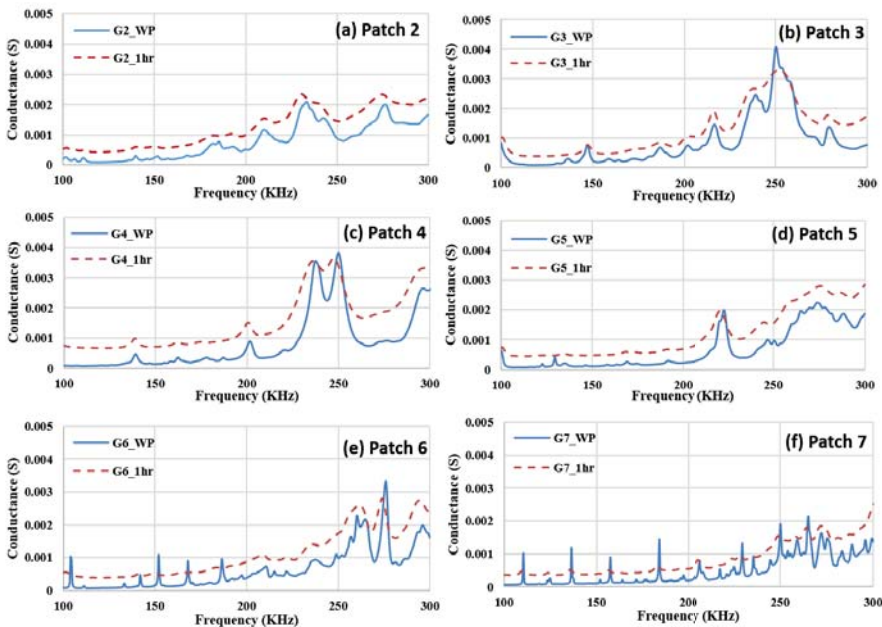 (a) Patch 2
G2_WP
G2_1hr
Conductance (S)
0.005
0.004
0.003
0.002
0.001
0
100 150 200 250 300
Frequency (KHz)
(b) Patch 3
G3_WP
G3_1hr
Conductance (S)
0.005
0.004
0.003
0.002
0.001
0
100 150 200 250 300
Frequency (KHz)
(c) Patch 4
G4_WP
G4_1hr
Conductance (S)
0.005
0.004
0.003
0.002
0.001
0
100 150 200 250 300
Frequency (KHz)
(d) Patch 5
G5_WP
G5_1hr
Conductance (S)
0.005
0.004
0.003
0.002
0.001
0
100 150 200 250 300
Frequency (KHz)
(e) Patch 6
G6_WP
G6_1hr
Conductance (S)
0.005
0.004
0.003
0.002
0.001
0
100 150 200 250 300
Frequency (KHz)
(f) Patch 7
G7_WP
G7_1hr
Conductance (S)
0.005
0.004
0.003
0.002
0.001
0
100 150 200 250 300
Frequency (KHz)